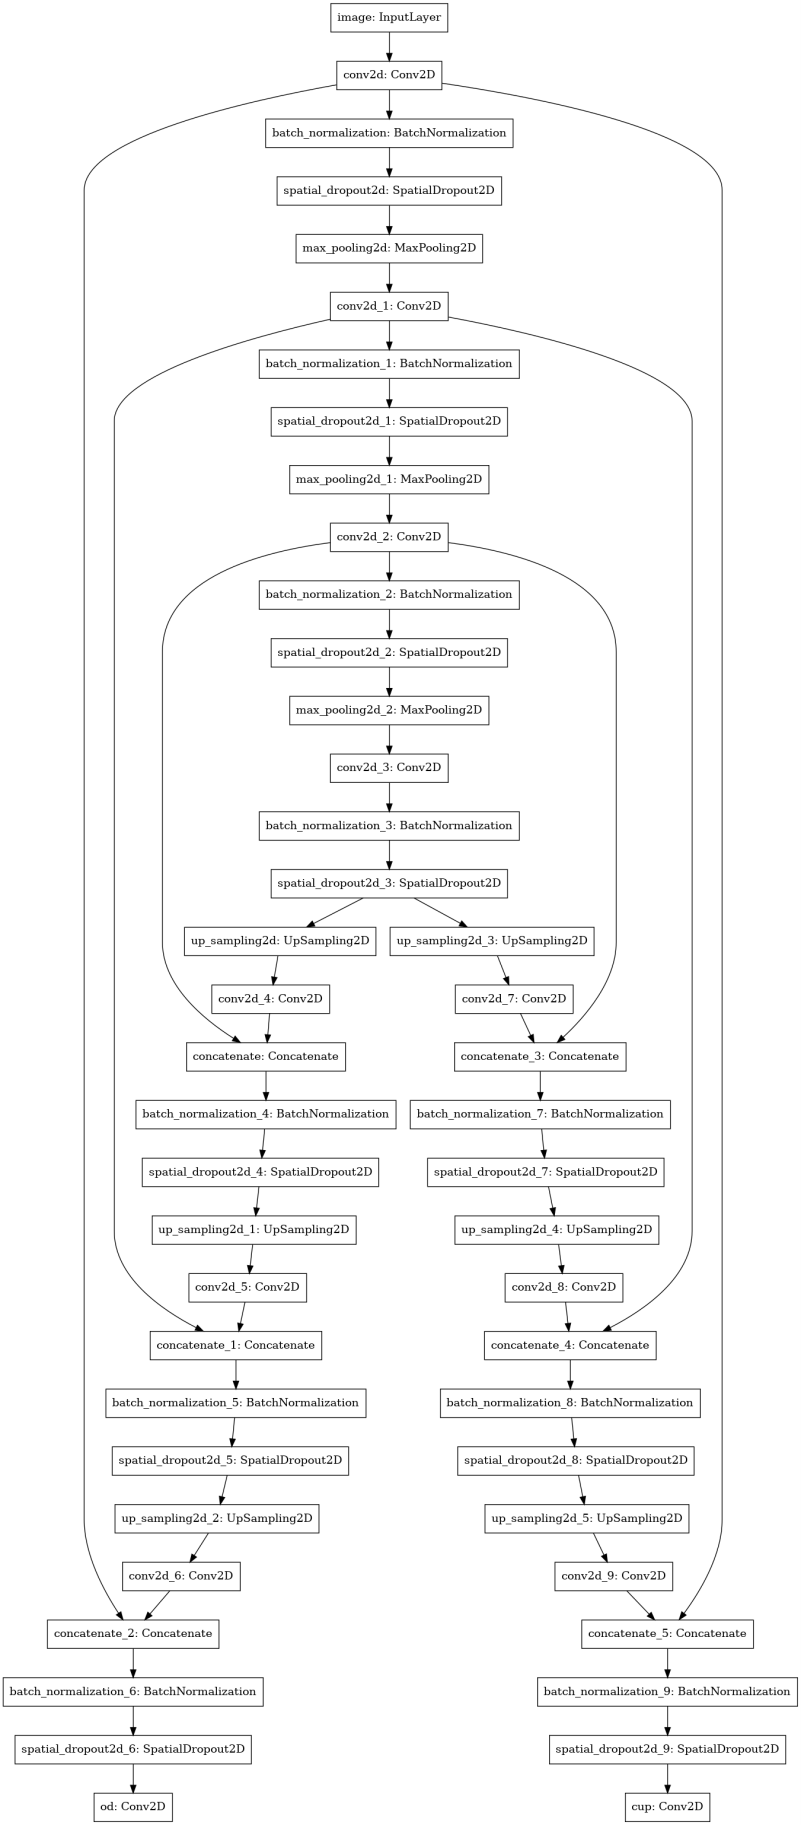 image: InputLayer
conv2d: Conv2D
batch_normalization: BatchNormalization
spatial_dropout2d: SpatialDropout2D
max_pooling2d: MaxPooling2D
conv2d_1: Conv2D
batch_normalization_1: BatchNormalization
spatial_dropout2d_1: SpatialDropout2D
max_pooling2d_1: MaxPooling2D
conv2d_2: Conv2D
batch_normalization_2: BatchNormalization
spatial_dropout2d_2: SpatialDropout2D
max_pooling2d_2: MaxPooling2D
conv2d_3: Conv2D
batch_normalization_3: BatchNormalization
spatial_dropout2d_3: SpatialDropout2D
up_sampling2d: UpSampling2D
up_sampling2d_3: UpSampling2D
conv2d_4: Conv2D
conv2d_7: Conv2D
concatenate: Concatenate
concatenate_3: Concatenate
batch_normalization_4: BatchNormalization
batch_normalization_7: BatchNormalization
spatial_dropout2d_4: SpatialDropout2D
spatial_dropout2d_7: SpatialDropout2D
up_sampling2d_1: UpSampling2D
up_sampling2d_4: UpSampling2D
conv2d_5: Conv2D
conv2d_8: Conv2D
concatenate_1: Concatenate
concatenate_4: Concatenate
batch_normalization_5: BatchNormalization
batch_normalization_8: BatchNormalization
spatial_dropout2d_5: SpatialDropout2D
spatial_dropout2d_8: SpatialDropout2D
up_sampling2d_2: UpSampling2D
up_sampling2d_5: UpSampling2D
conv2d_6: Conv2D
conv2d_9: Conv2D
concatenate_2: Concatenate
concatenate_5: Concatenate
batch_normalization_6: BatchNormalization
batch_normalization_9: BatchNormalization
spatial_dropout2d_6: SpatialDropout2D
spatial_dropout2d_9: SpatialDropout2D
od: Conv2D
cup: Conv2D